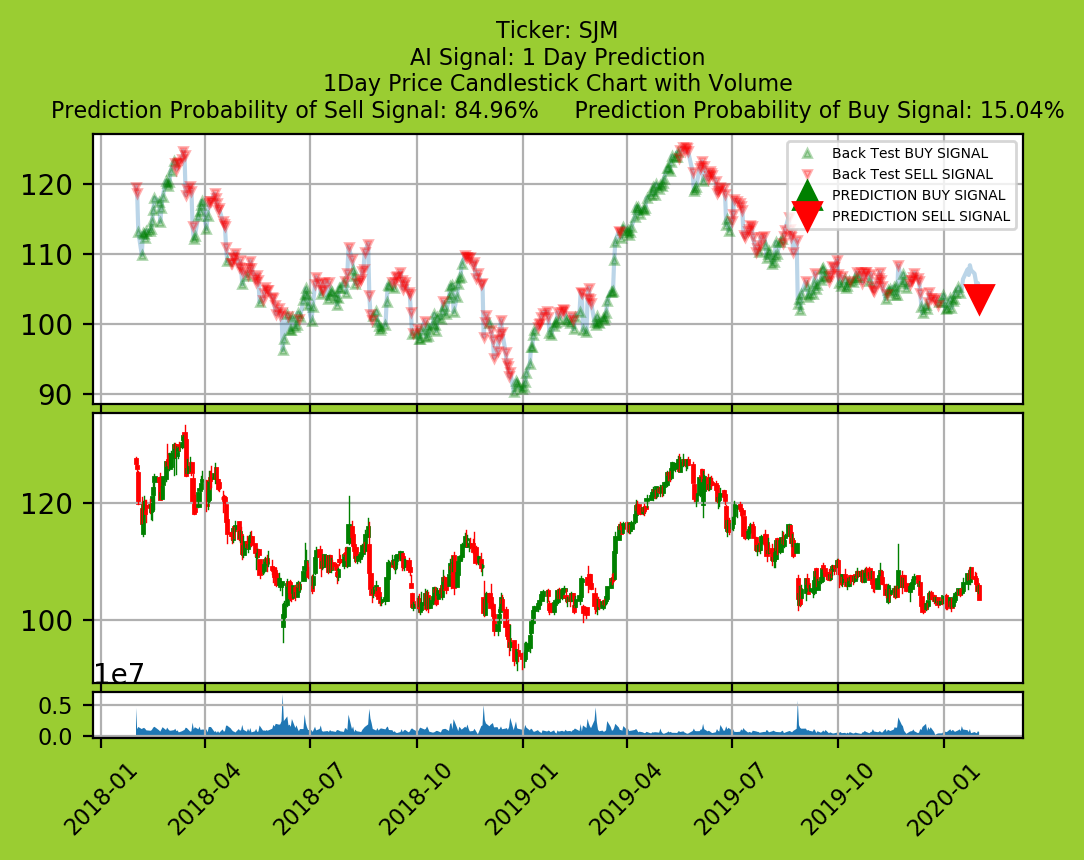 Ticker: SJM
AI Signal: 1 Day Prediction
1Day Price Candlestick Chart with Volume
Prediction Probability of Sell Signal: 84.96%     Prediction Probability of Buy Signal: 15.04%
Back Test BUY SIGNAL
Back Test SELL SIGNAL
PREDICTION BUY SIGNAL
PREDICTION SELL SIGNAL
120
110
100
90
120
100
1e7
0.5
0.0
2018-01
2018-04
2018-07
2018-10
2019-01
2019-04
2019-07
2019-10
2020-01